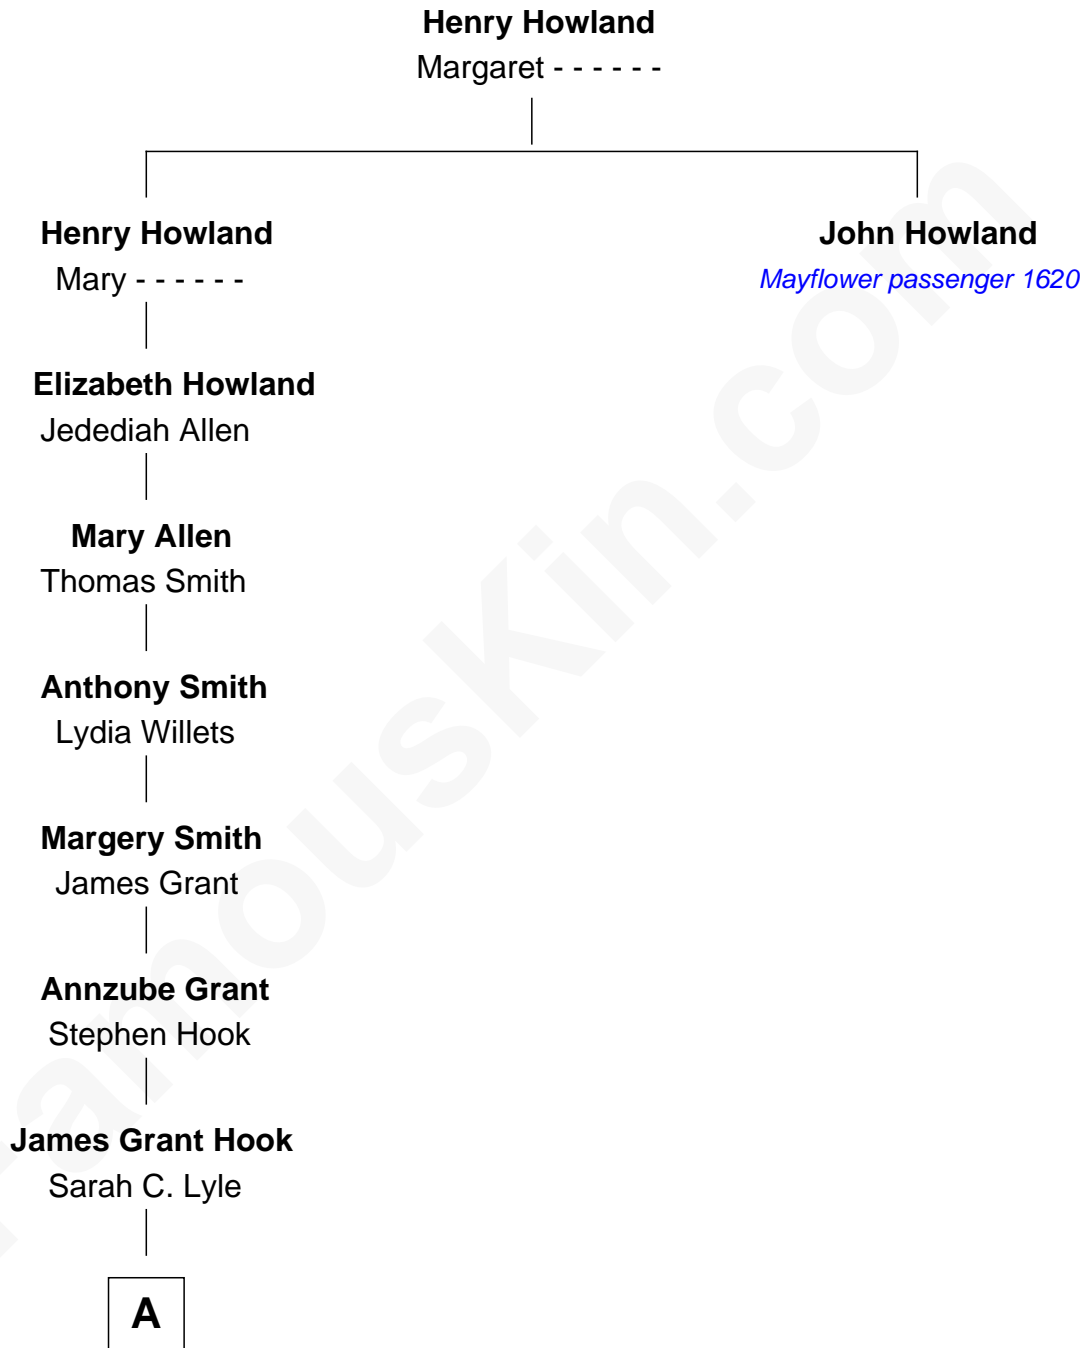 Henry Howland
Margaret - - - - - -
Henry Howland
John Howland
Mary - - - - - -
Mayflower passenger 1620
Elizabeth Howland
Jedediah Allen
Mary Allen
Thomas Smith
Anthony Smith
Lydia Willets
Margery Smith
James Grant
Annzube Grant
Stephen Hook
James Grant Hook
Sarah C. Lyle
A
FamousKin.com